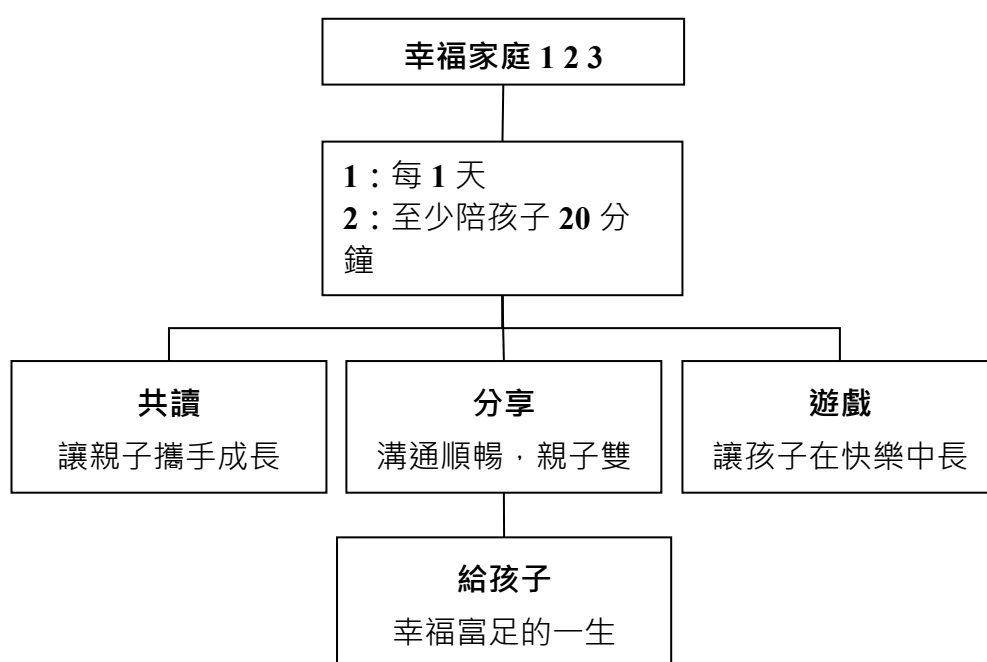 幸福家庭 1 2 3
1：每 1 天
2：至少陪孩子 20 分
鐘
共讀
讓親子攜手成長
分享
溝通順暢，親子雙
遊戲
讓孩子在快樂中長
給孩子
幸福富足的一生